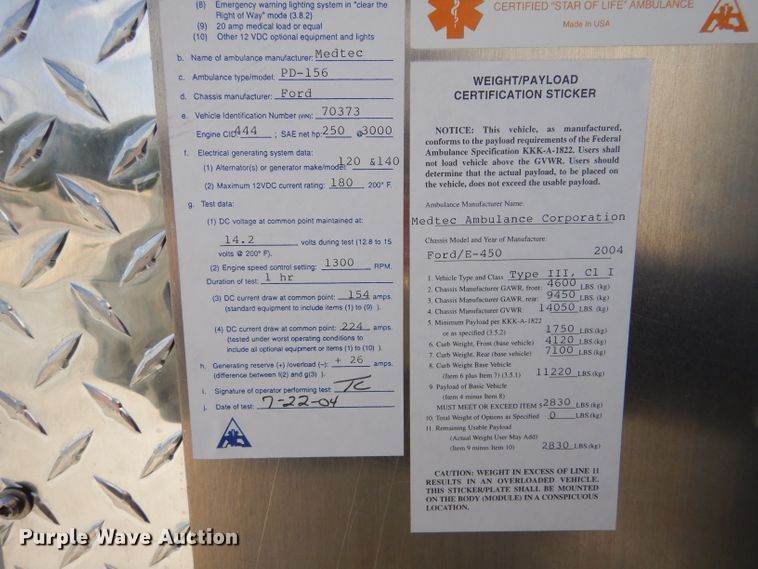 (8) Emergency warning lighting system in "clear the
Right of Way" mode (3.8.2)
(9) 20 amp medical load or equal
(10) Other 12 VDC optional equipment and lights
b. Name of ambulance manufacturer: Medtec
c. Ambulance type/model: PD-156
d. Chassis manufacturer: Ford
e. Vehicle Identification Number (VIN): 70373
Engine CID 444 ; SAE net hp: 250 @3000
f. Electrical generating system data:
(1) Alternator(s) or generator make/model: 120 &140
(2) Maximum 12VDC current rating: 180 200° F.
g. Test data:
(1) DC voltage at common point maintained at:
14.2 volts during test (12.8 to 15
volts @ 200° F).
(2) Engine speed control setting: 1300 RPM.
Duration of test: 1 hr
(3) DC current draw at common point: 154 amps.
(standard equipment to include items (1) to (9) ).
(4) DC current draw at common point: 224 amps
(tested under worst operating conditions to
include all optional equipment or items (1) to (10) ).
h. Generating reserve (+) /overload (–): + 26 amps.
(difference between f(2) and g(3) ).
i. Signature of operator performing test: TC
j. Date of test: 7-22-04
CERTIFIED "STAR OF LIFE" AMBULANCE
Made in USA
WEIGHT/PAYLOAD
CERTIFICATION STICKER
NOTICE: This vehicle, as manufactured,
conforms to the payload requirements of the Federal
Ambulance Specification KKK-A-1822. Users shall
not load vehicle above the GVWR. Users should
determine that the actual payload, to be placed on
the vehicle, does not exceed the usable payload.
Ambulance Manufacturer Name:
Medtec Ambulance Corporation
Chassis Model and Year of Manufacture:
Ford/E-450 2004
1. Vehicle Type and Class Type III, Cl I
2. Chassis Manufacturer GAWR, front: 4600 LBS. (kg)
3. Chassis Manufacturer GAWR, rear: 9450 LBS.(kg)
4. Chassis Manufacturer GVWR: 14050 LBS. (kg)
5. Minimum Payload per KKK-A-1822
or as specified (3.5.2) 1750 LBS.(kg)
6. Curb Weight, Front (base vehicle) 4120 LBS.(kg)
7. Curb Weight, Rear (base vehicle) 7100 LBS.(kg)
8. Curb Weight Base Vehicle
(Item 6 plus Item 7) (3.5.1) 11220 LBS(kg)
9. Payload of Basic Vehicle
(Item 4 minus Item 8)
MUST MEET OR EXCEED ITEM 5 2830 LBS(kg)
10. Total Weight of Options as Specified 0 LBS(kg)
11. Remaining Usable Payload
(Actual Weight User May Add)
(Item 9 minus Item 10) 2830 LBS(kg)
CAUTION: WEIGHT IN EXCESS OF LINE 11
RESULTS IN AN OVERLOADED VEHICLE.
THIS STICKER/PLATE SHALL BE MOUNTED
ON THE BODY (MODULE) IN A CONSPICUOUS
LOCATION.
Purple Wave Auction